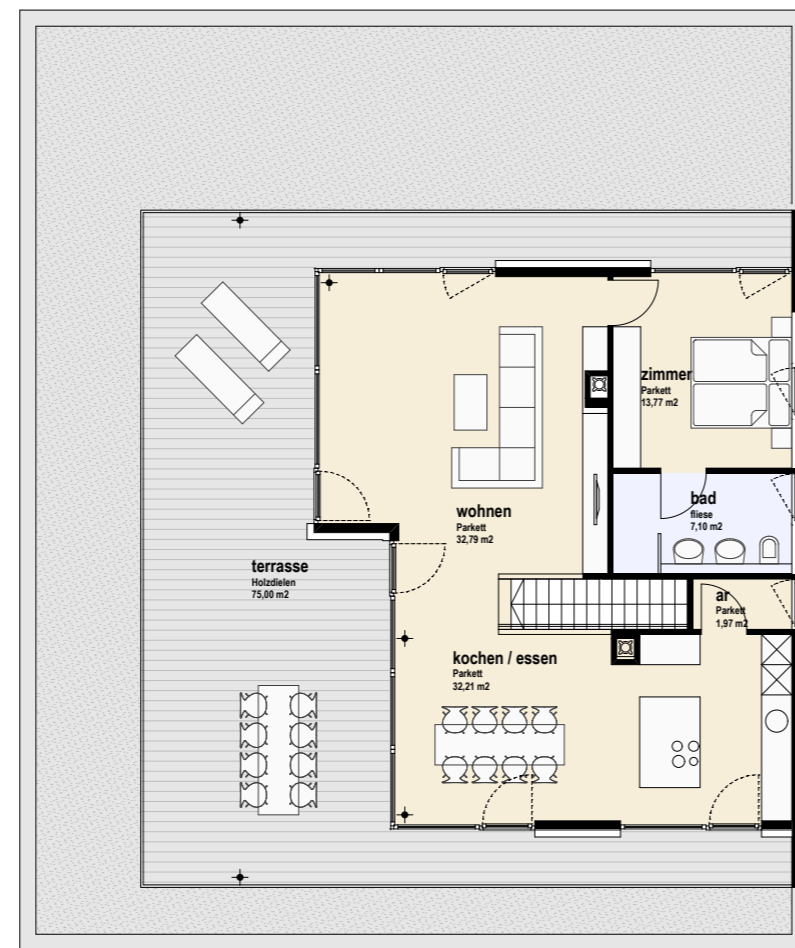 zimmer
Parkett
13,77 m2
wohnen
Parkett
32,79 m2
bad
fliese
7,10 m2
terrasse
Holzdielen
75,00 m2
ar
Parkett
1,97 m2
kochen / essen
Parkett
32,21 m2